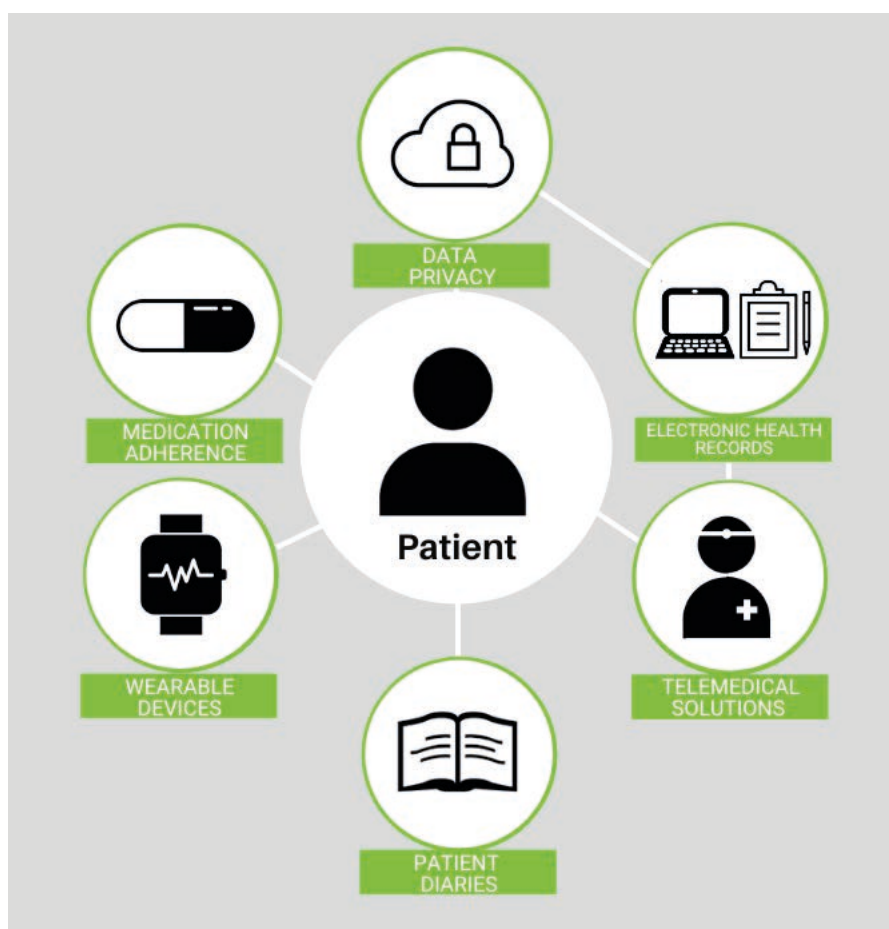 DATA
PRIVACY
MEDICATION
ADHERENCE
ELECTRONIC HEALTH
RECORDS
Patient
WEARABLE
DEVICES
TELEMEDICAL
SOLUTIONS
PATIENT
DIARIES